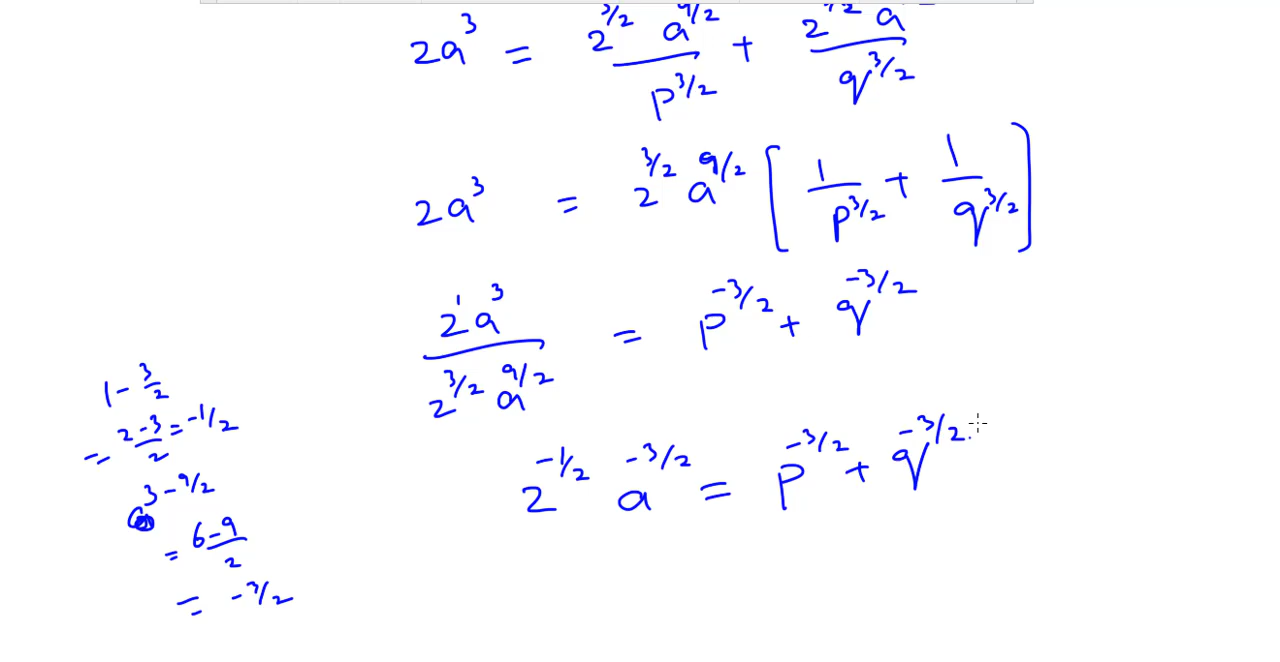 2a^3 = 2^{3/2} a^{9/2} / p^{3/2} + 2^{3/2} a / q^{3/2}
2a^3 = 2^{3/2} a^{9/2} [ 1/p^{3/2} + 1/q^{3/2} ]
2^1 a^3 / 2^{3/2} a^{9/2} = p^{-3/2} + q^{-3/2}
1 - 3/2
= 2-3/2 = -1/2
2^{-1/2} a^{-3/2} = p^{-3/2} + q^{-3/2}
3 - 9/2
= 6-9/2
= -3/2